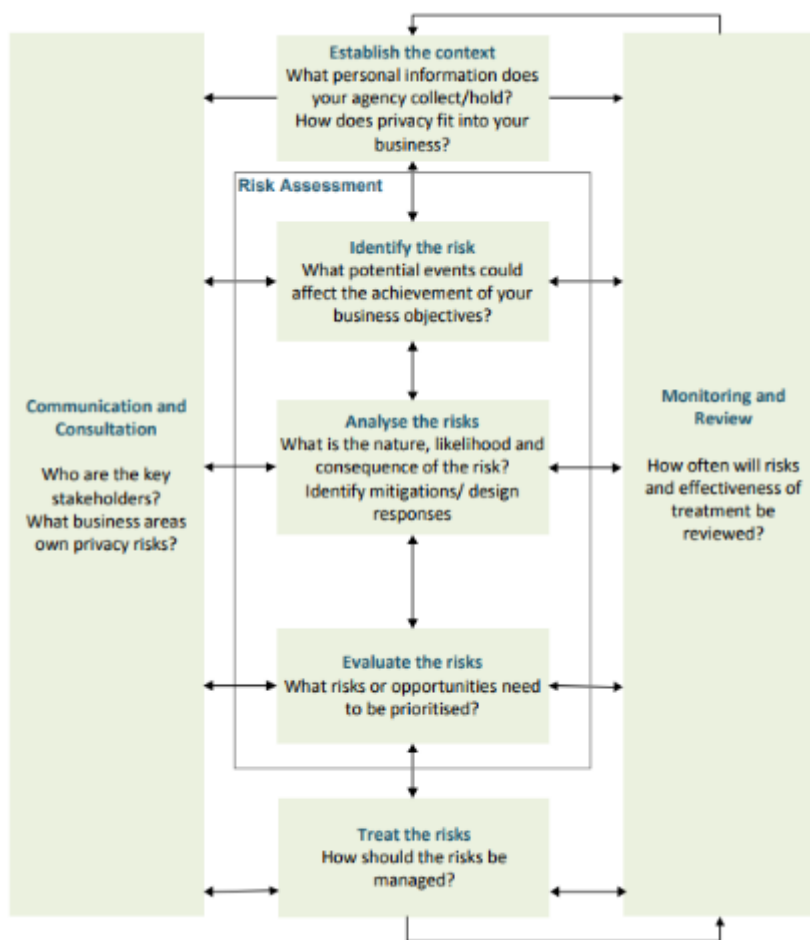 Establish the context
What personal information does
your agency collect/hold?
How does privacy fit into your
business?
Risk Assessment
Identify the risk
What potential events could
affect the achievement of your
business objectives?
Communication and
Consultation
Who are the key
stakeholders?
What business areas
own privacy risks?
Analyse the risks
What is the nature, likelihood and
consequence of the risk?
Identify mitigations/ design
responses
Monitoring and
Review
How often will risks
and effectiveness of
treatment be
reviewed?
Evaluate the risks
What risks or opportunities need
to be prioritised?
Treat the risks
How should the risks be
managed?